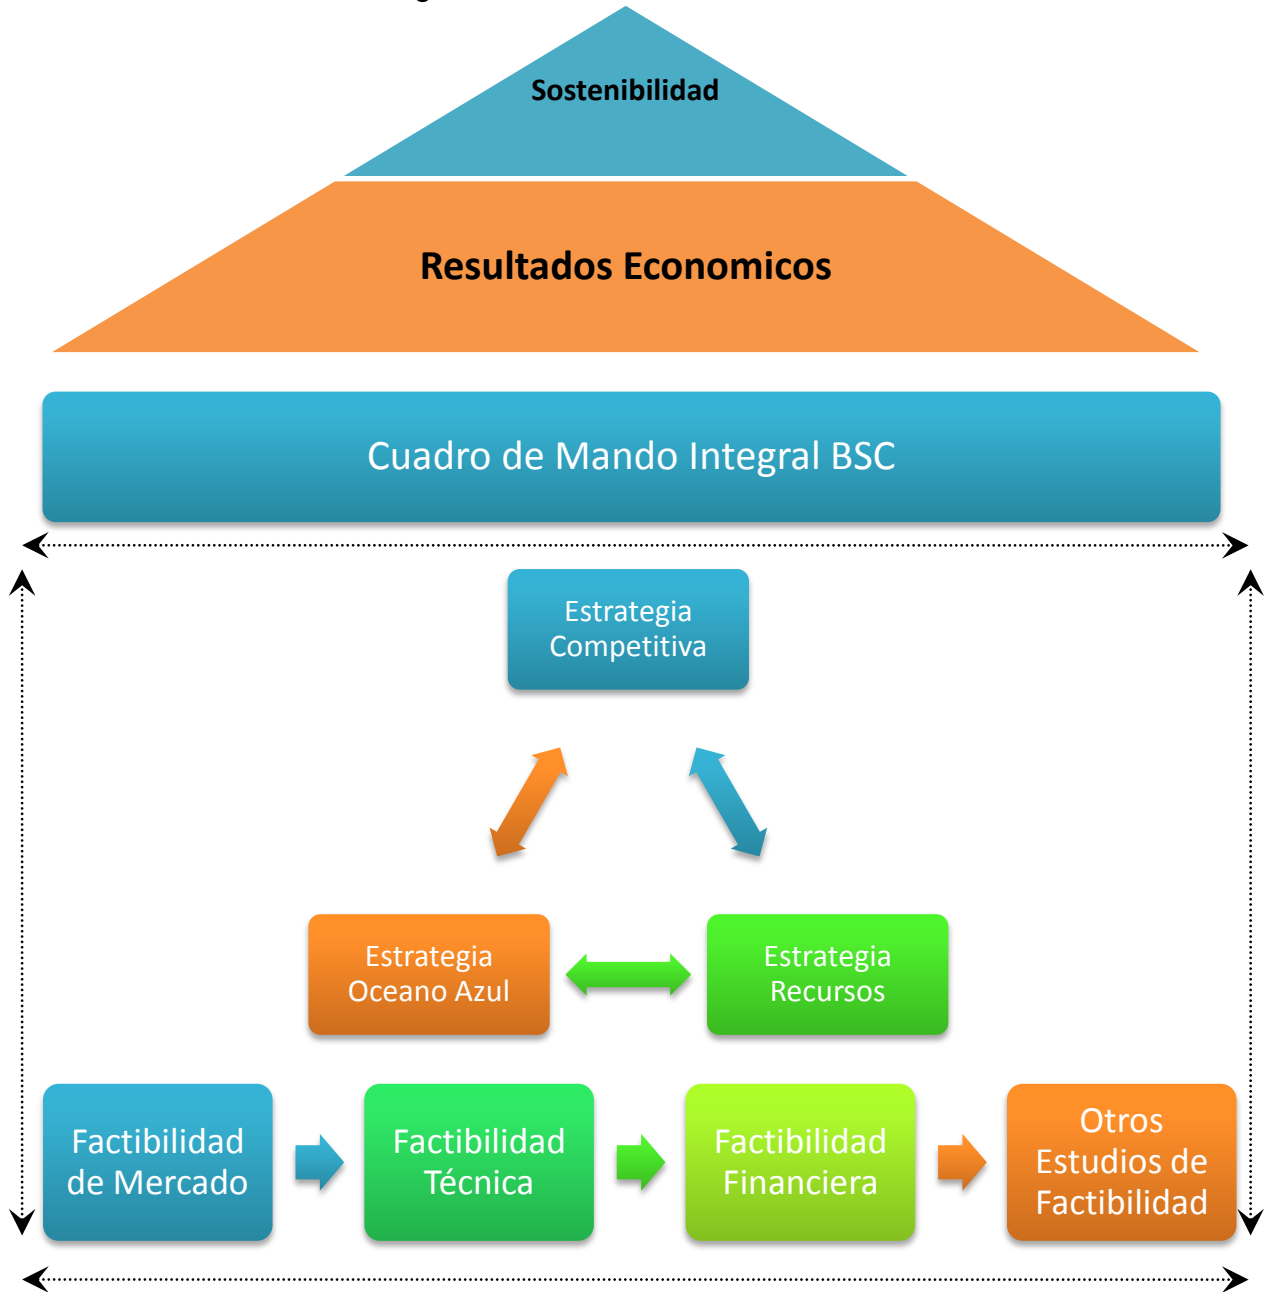 Sostenibilidad
Resultados Economicos
Cuadro de Mando Integral BSC
Estrategia
Competitiva
Estrategia
Oceano Azul
Estrategia
Recursos
Factibilidad
de Mercado
Factibilidad
Técnica
Factibilidad
Financiera
Otros
Estudios de
Factibilidad